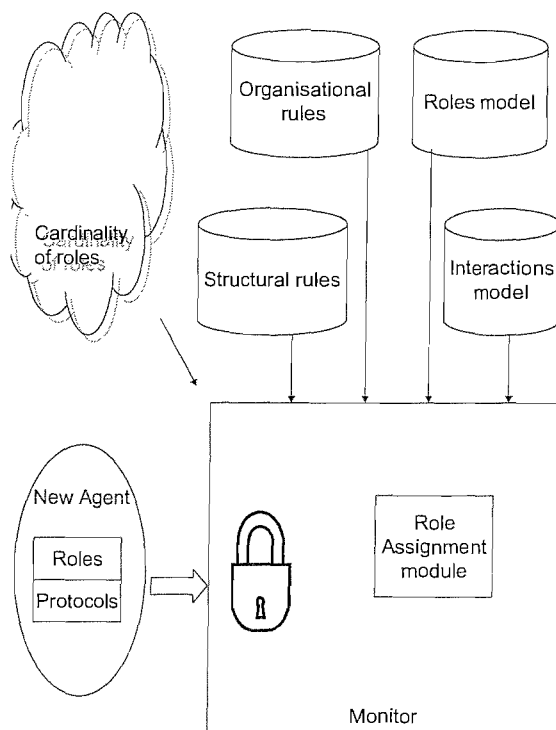 Organisational
rules
Roles model
Cardinality
of roles
Structural rules
Interactions
model
New Agent
Roles
Protocols
Role
Assignment
module
Monitor